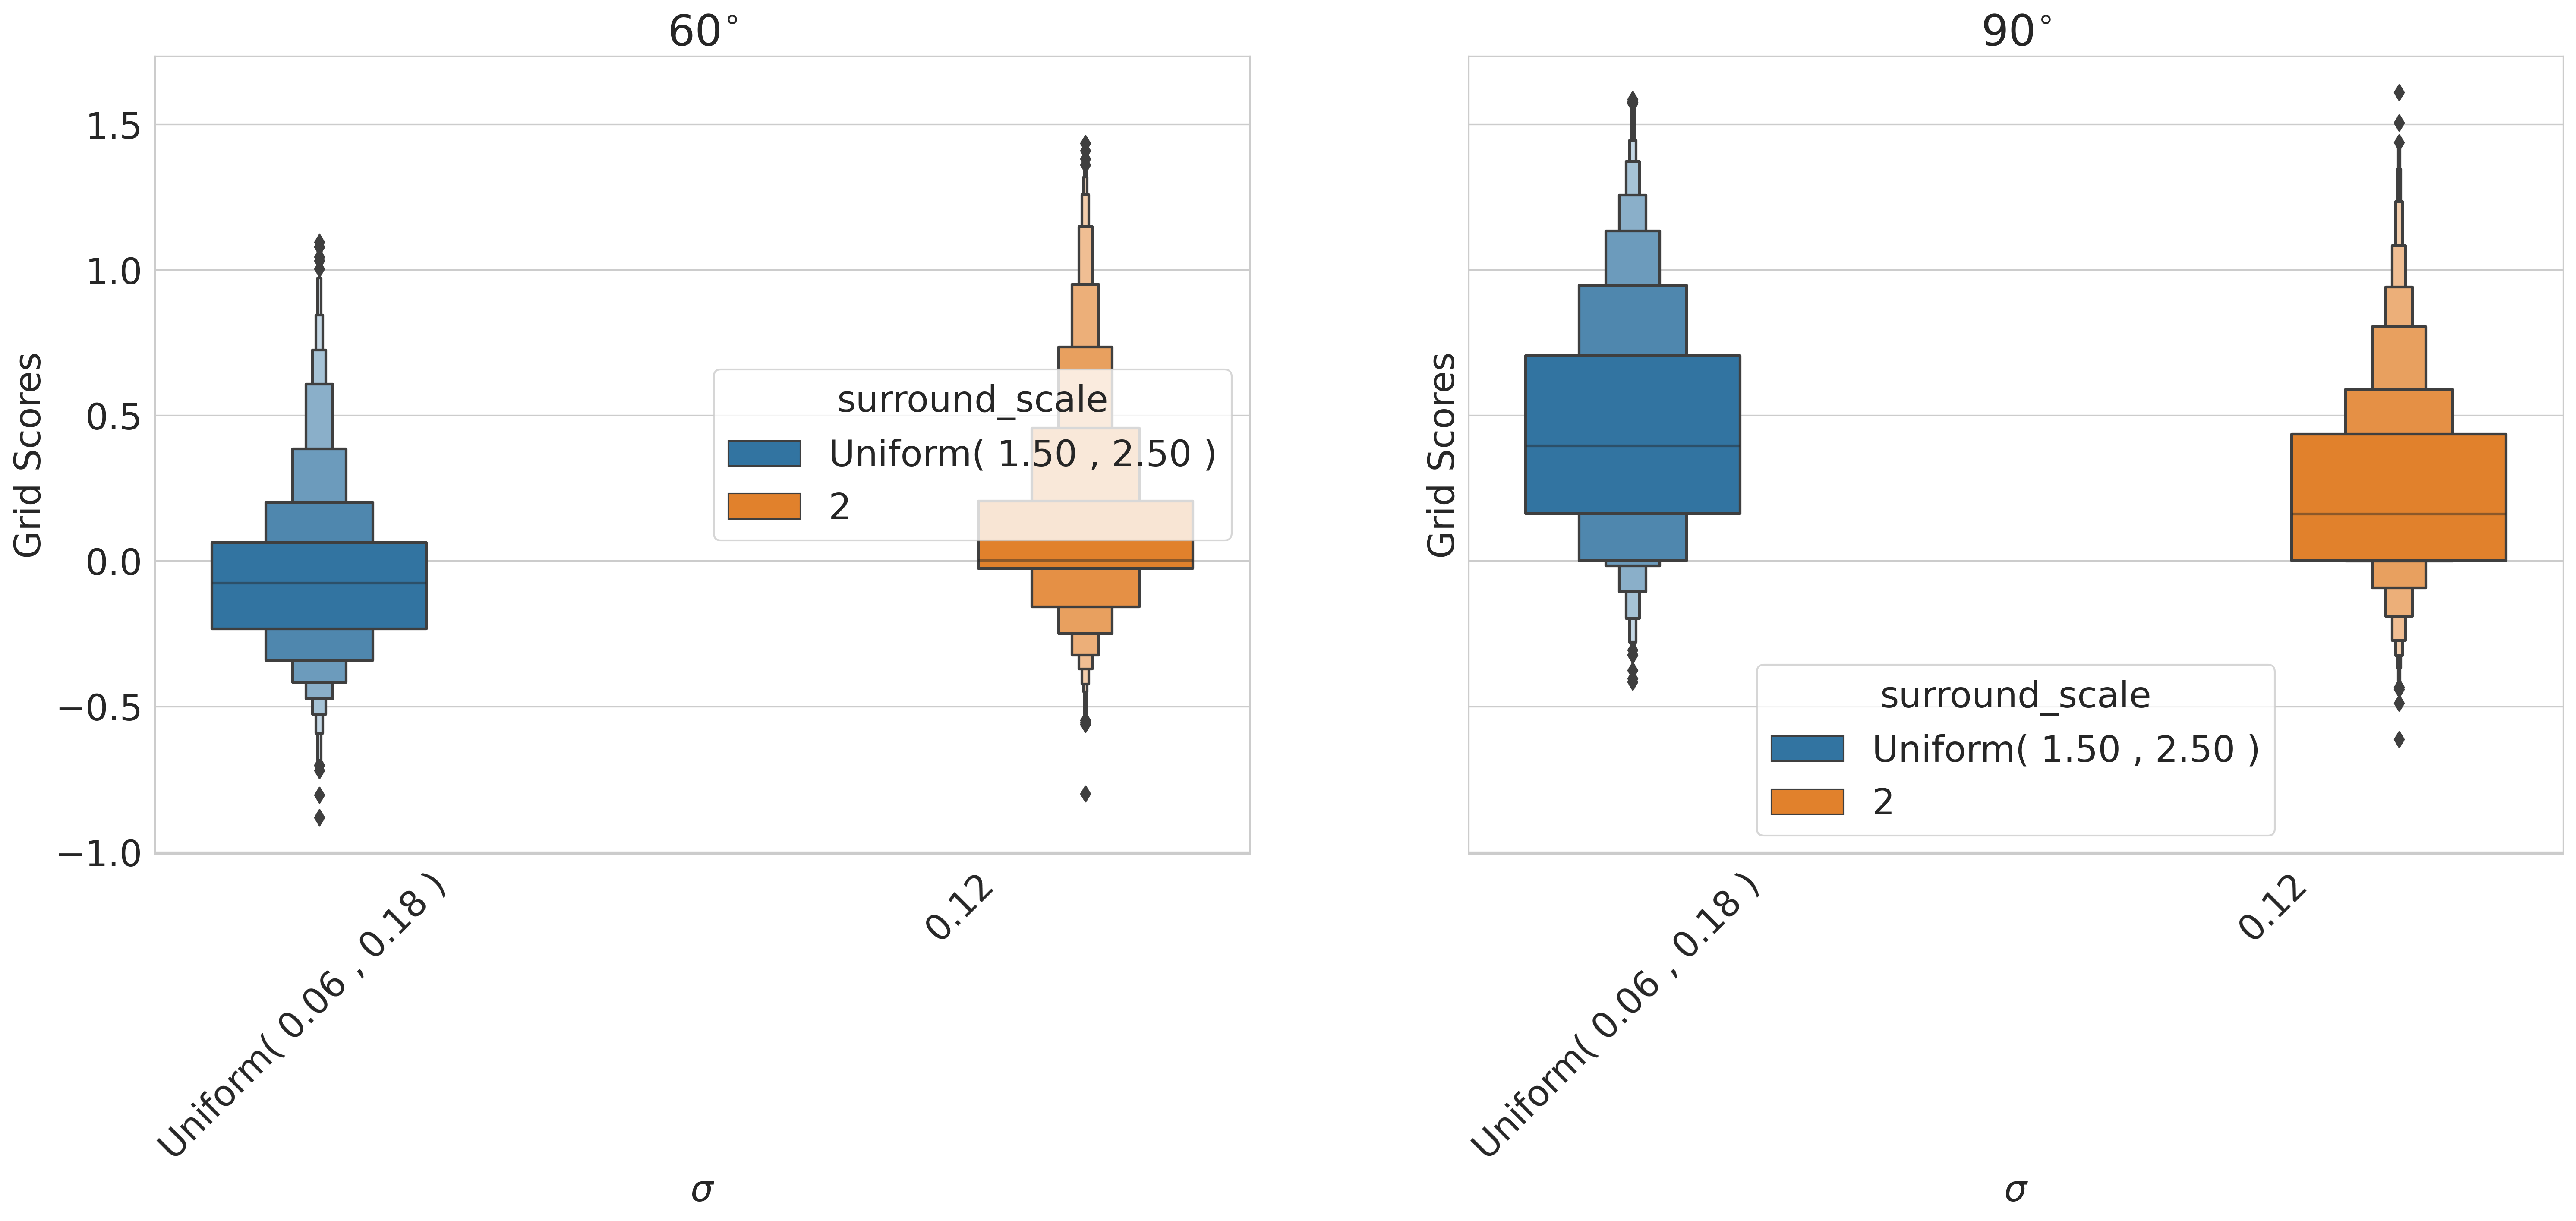 60°
90°
Grid Scores
1.5
1.0
0.5
0.0
−0.5
−1.0
surround_scale
Uniform( 1.50 , 2.50 )
2
Uniform( 0.06 , 0.18 )
0.12
σ
Grid Scores
surround_scale
Uniform( 1.50 , 2.50 )
2
Uniform( 0.06 , 0.18 )
0.12
σ